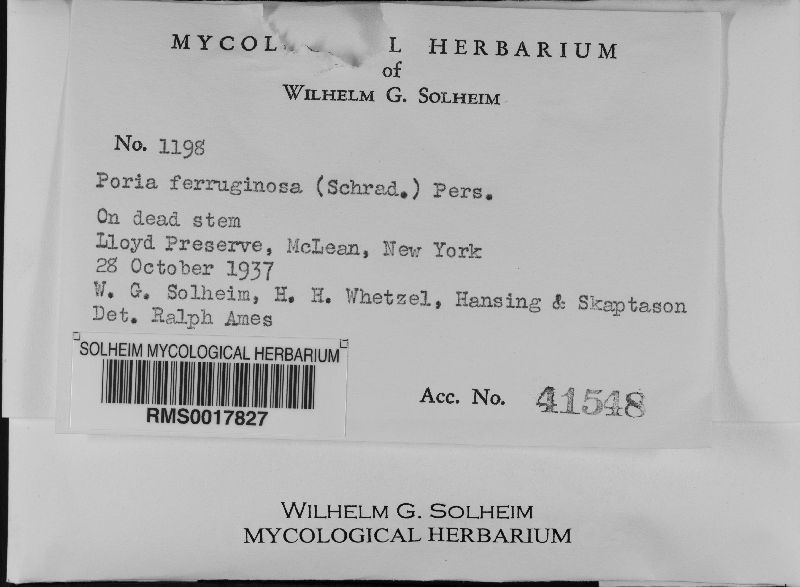 MYCOL L HERBARIUM
of
WILHELM G. SOLHEIM
No. 1198
Poria ferruginosa (Schrad.) Pers.
On dead stem
Lloyd Preserve, McLean, New York
28 October 1937
W. G. Solheim, H. H. Whetzel, Hansing & Skaptason
Det. Ralph Ames
SOLHEIM MYCOLOGICAL HERBARIUM
RMS0017827
Acc. No. 41548
WILHELM G. SOLHEIM
MYCOLOGICAL HERBARIUM